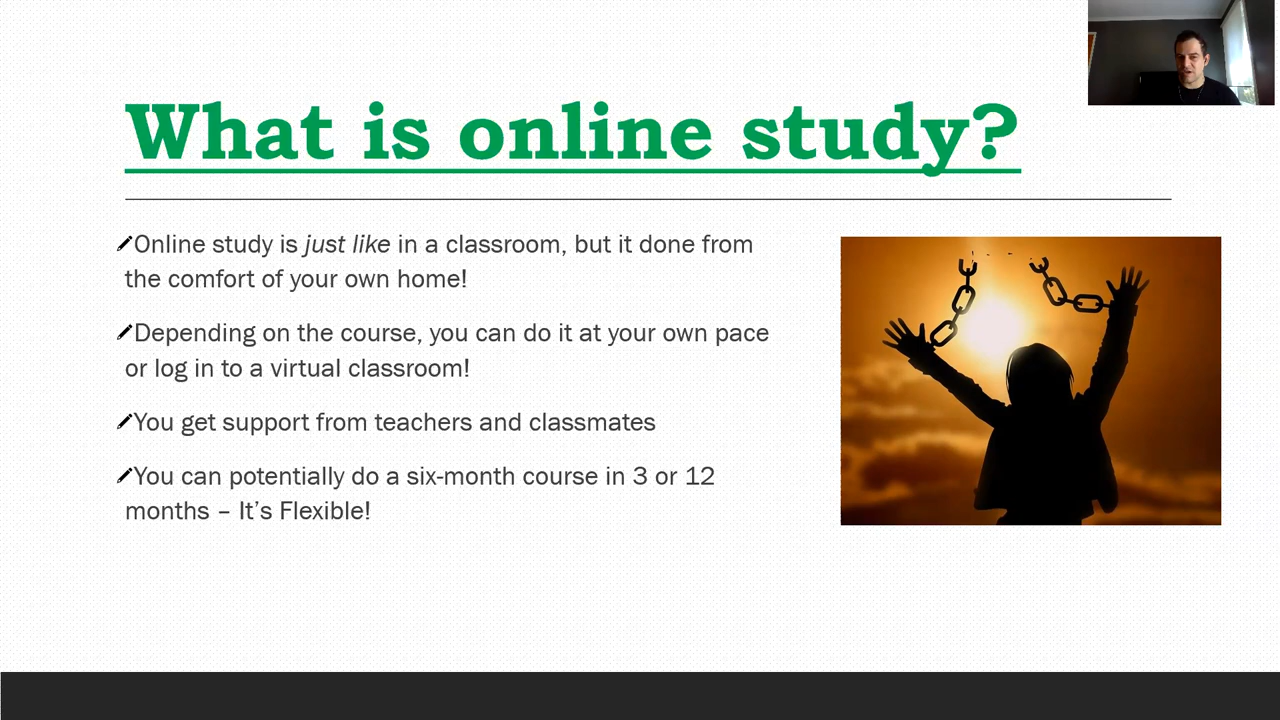 What is online study?
Online study is just like in a classroom, but it done from
the comfort of your own home!
Depending on the course, you can do it at your own pace
or log in to a virtual classroom!
You get support from teachers and classmates
You can potentially do a six-month course in 3 or 12
months – It’s Flexible!